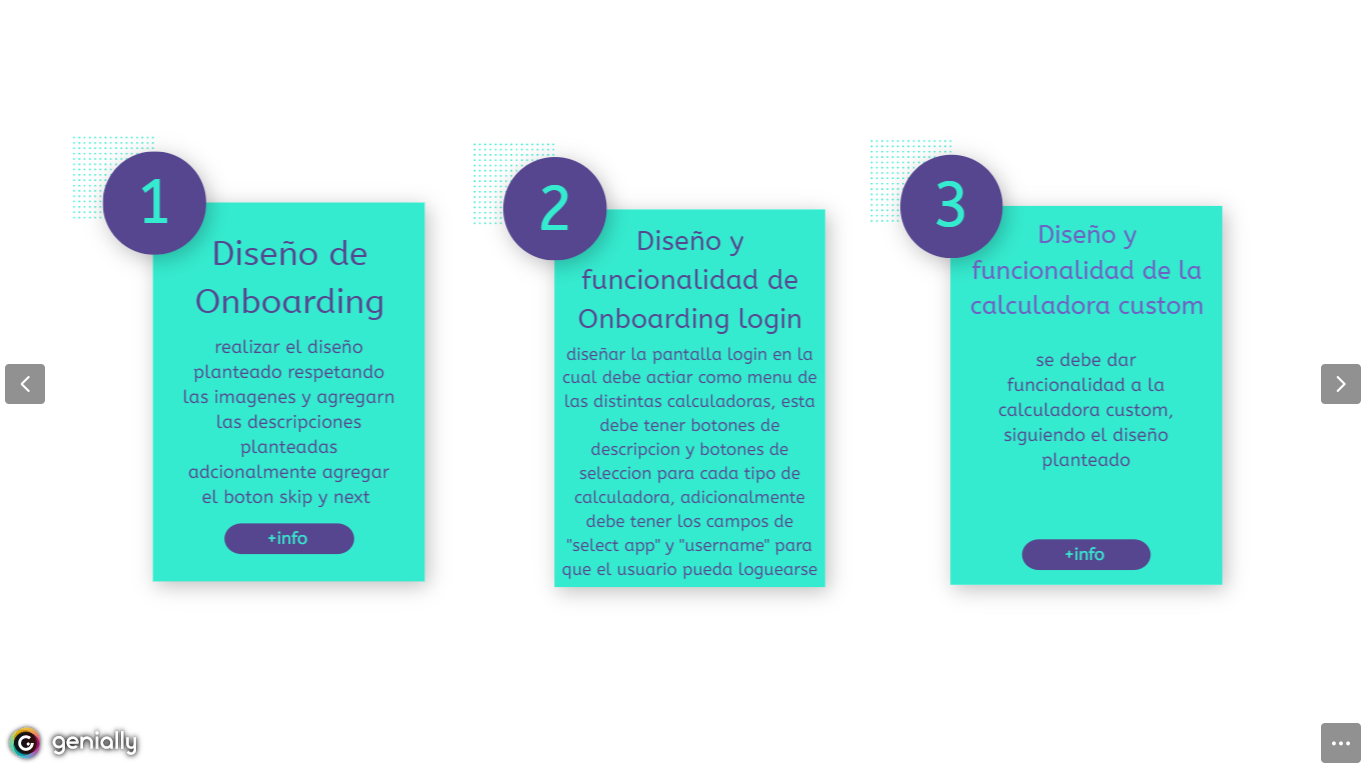 1
Diseño de
Onboarding
realizar el diseño
planteado respetando
las imagenes y agregarn
las descripciones
planteadas
adcionalmente agregar
el boton skip y next
+info
2
Diseño y
funcionalidad de
Onboarding login
diseñar la pantalla login en la
cual debe actiar como menu de
las distintas calculadoras, esta
debe tener botones de
descripcion y botones de
seleccion para cada tipo de
calculadora, adicionalmente
debe tener los campos de
"select app" y "username" para
que el usuario pueda loguearse
3
Diseño y
funcionalidad de la
calculadora custom
se debe dar
funcionalidad a la
calculadora custom,
siguiendo el diseño
planteado
+info
genially